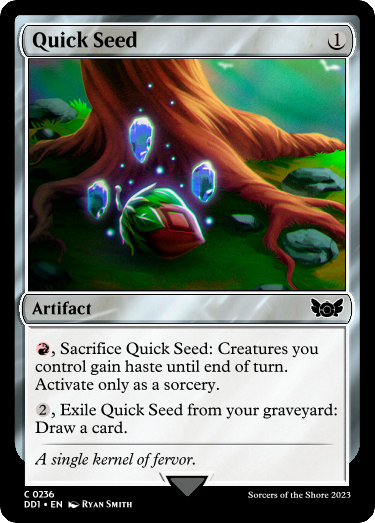 Quick Seed 1
Artifact
R, Sacrifice Quick Seed: Creatures you
control gain haste until end of turn.
Activate only as a sorcery.
2, Exile Quick Seed from your graveyard:
Draw a card.
A single kernel of fervor.
C 0236
DD1 • EN Ryan Smith
Sorcers of the Shore 2023